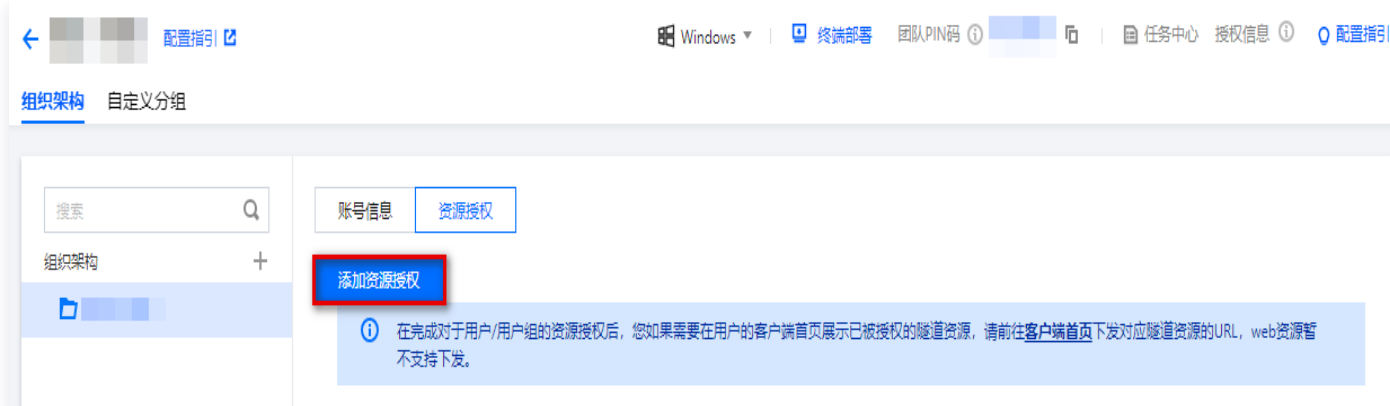 配置指引 Windows 终端部署 团队PIN码 任务中心 授权信息 配置指引
组织架构 自定义分组
搜索
组织架构
账号信息 资源授权
添加资源授权
在完成对于用户/用户组的资源授权后，您如果需要在用户的客户端首页展示已被授权的隧道资源，请前往客户端首页下发对应隧道资源的URL，web资源暂
不支持下发。